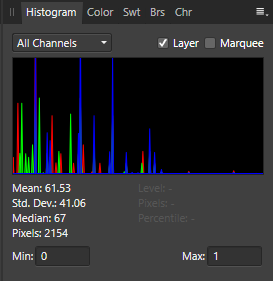 Histogram Color Swt Brs Chr
All Channels Layer Marquee
Mean: 61.53 Level: -
Std. Dev.: 41.06 Pixels: -
Median: 67 Percentile: -
Pixels: 2154
Min: 0 Max: 1